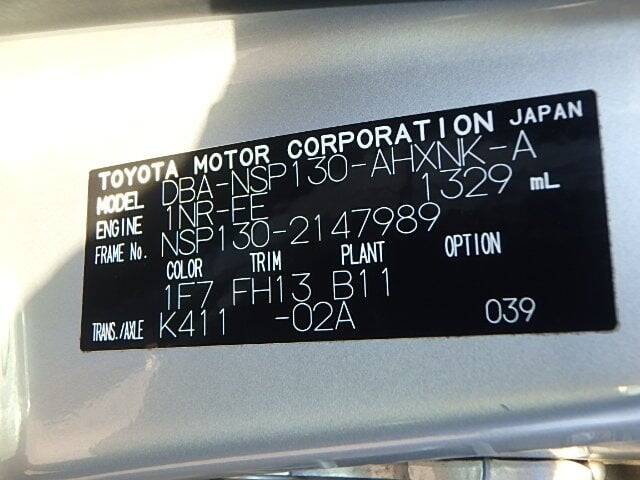 TOYOTA MOTOR CORPORATION JAPAN
MODEL DBA-NSP130-AHXNK-A
ENGINE 1NR-FE 1329 mL
FRAME No. NSP130-2147989
COLOR TRIM PLANT OPTION
1F7 FH13 B11
TRANS./AXLE K411 -02A 039